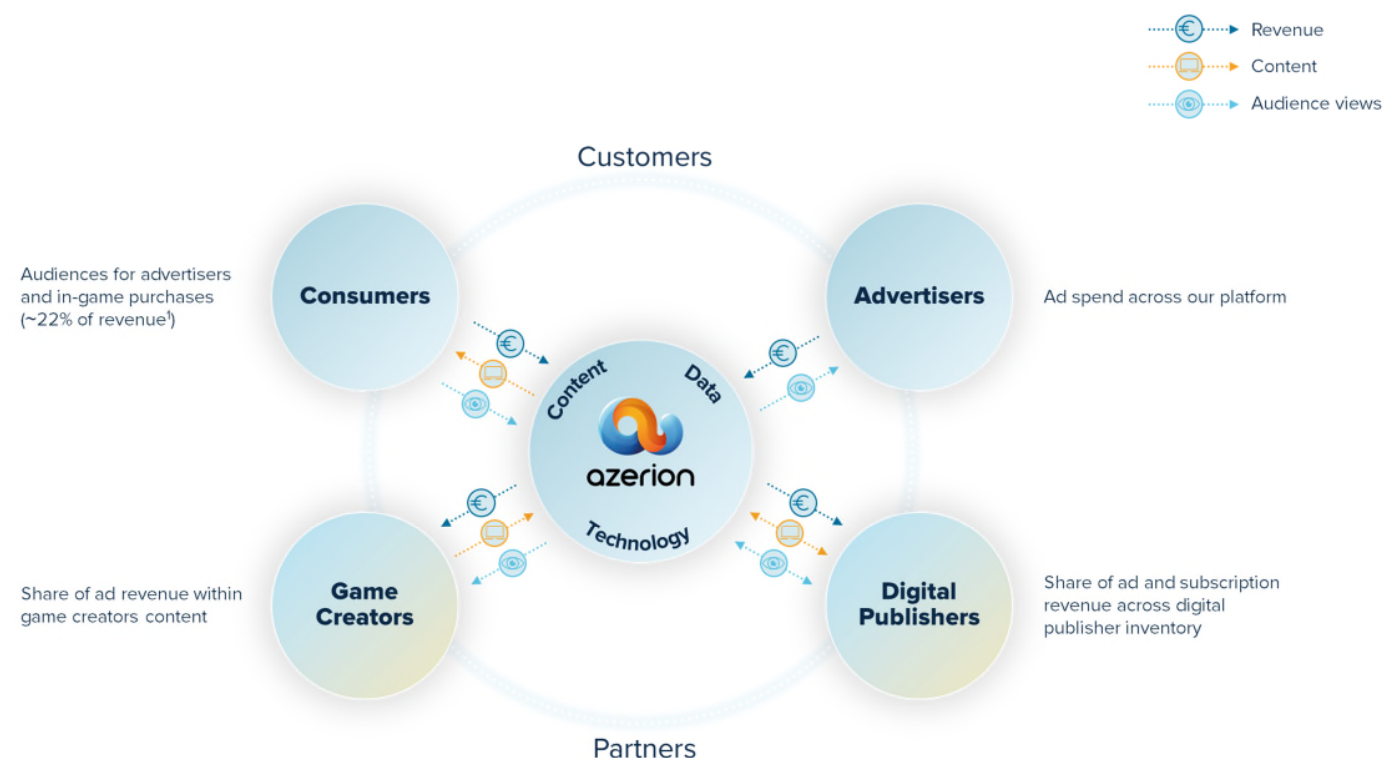 Revenue
Content
Audience views
Customers
Consumers
Advertisers
Audiences for advertisers
and in-game purchases
(~22% of revenue¹)
Ad spend across our platform
Content
Data
azerion
Technology
Game
Creators
Digital
Publishers
Share of ad revenue within
game creators content
Share of ad and subscription
revenue across digital
publisher inventory
Partners